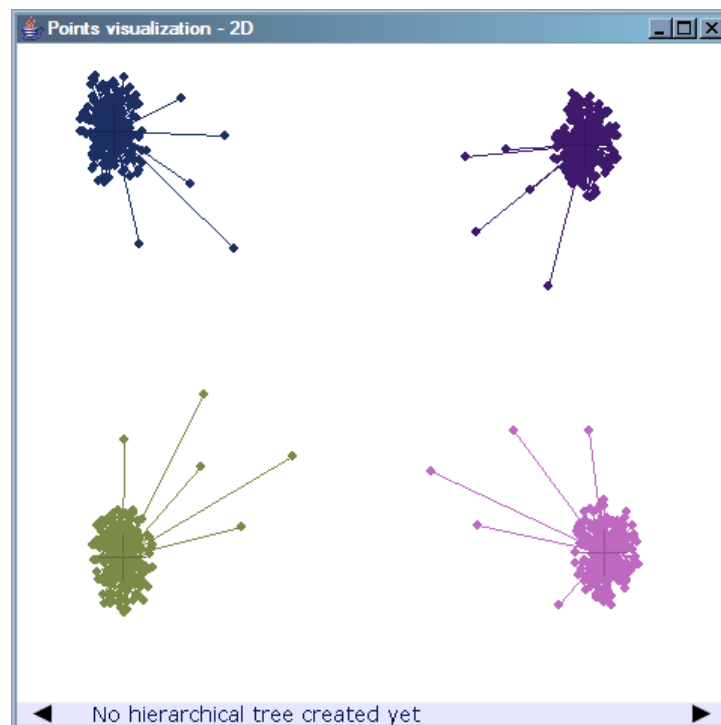 Points visualization - 2D
No hierarchical tree created yet